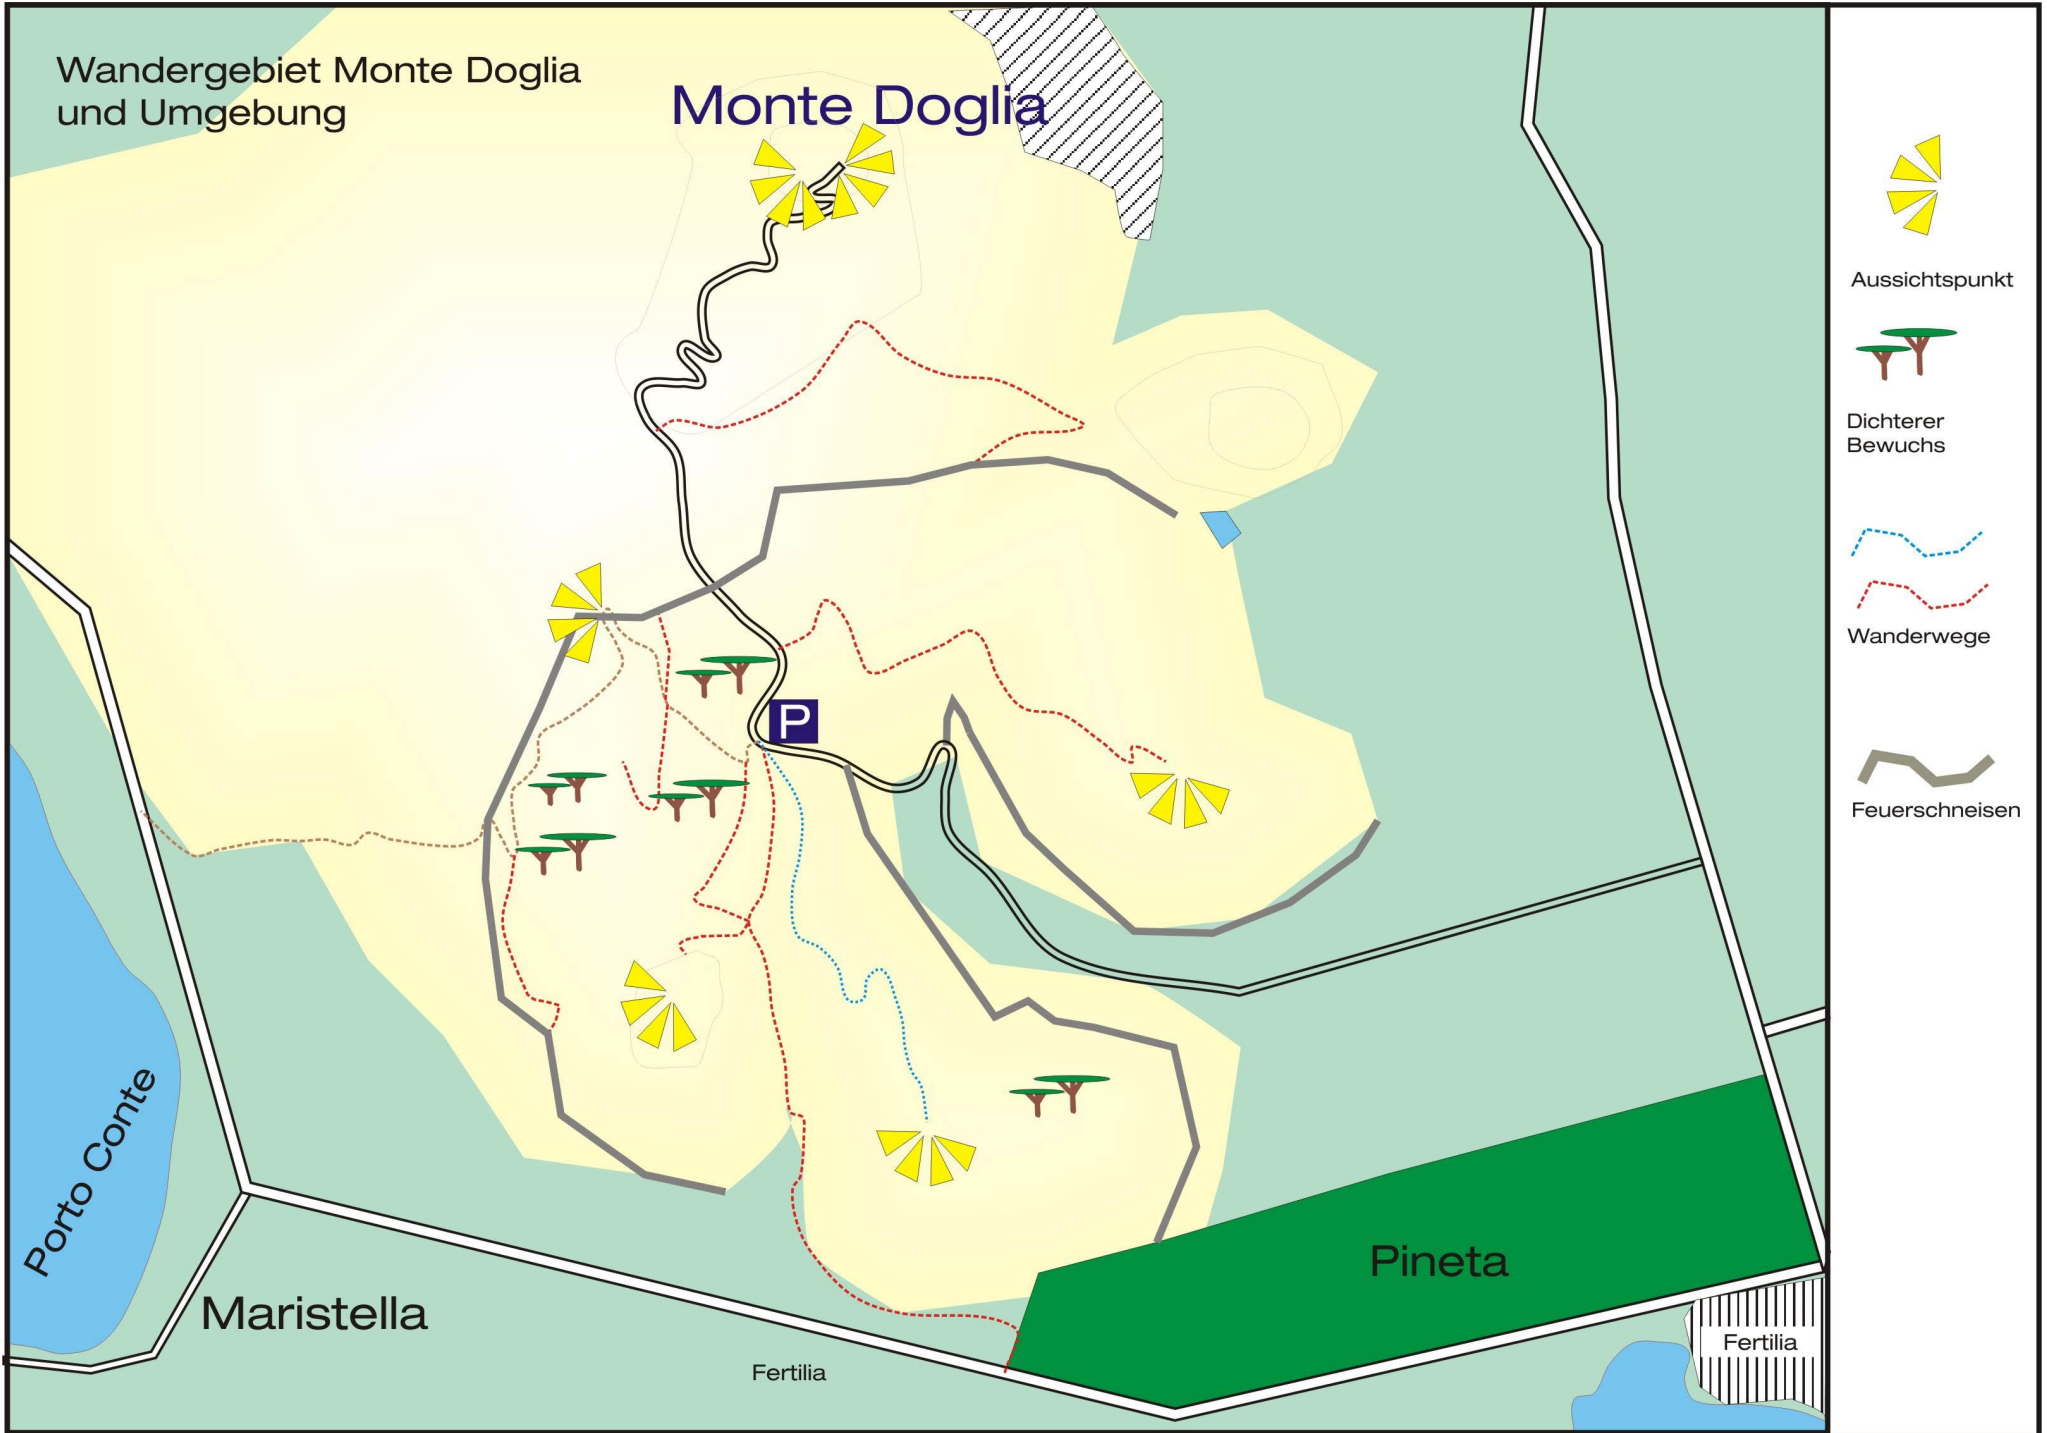 Wandergebiet Monte Doglia
und Umgebung
Monte Doglia
Aussichtspunkt
Dichterer
Bewuchs
Wanderwege
P
Feuerschneisen
Porto Conte
Pineta
Maristella
Fertilia
Fertilia